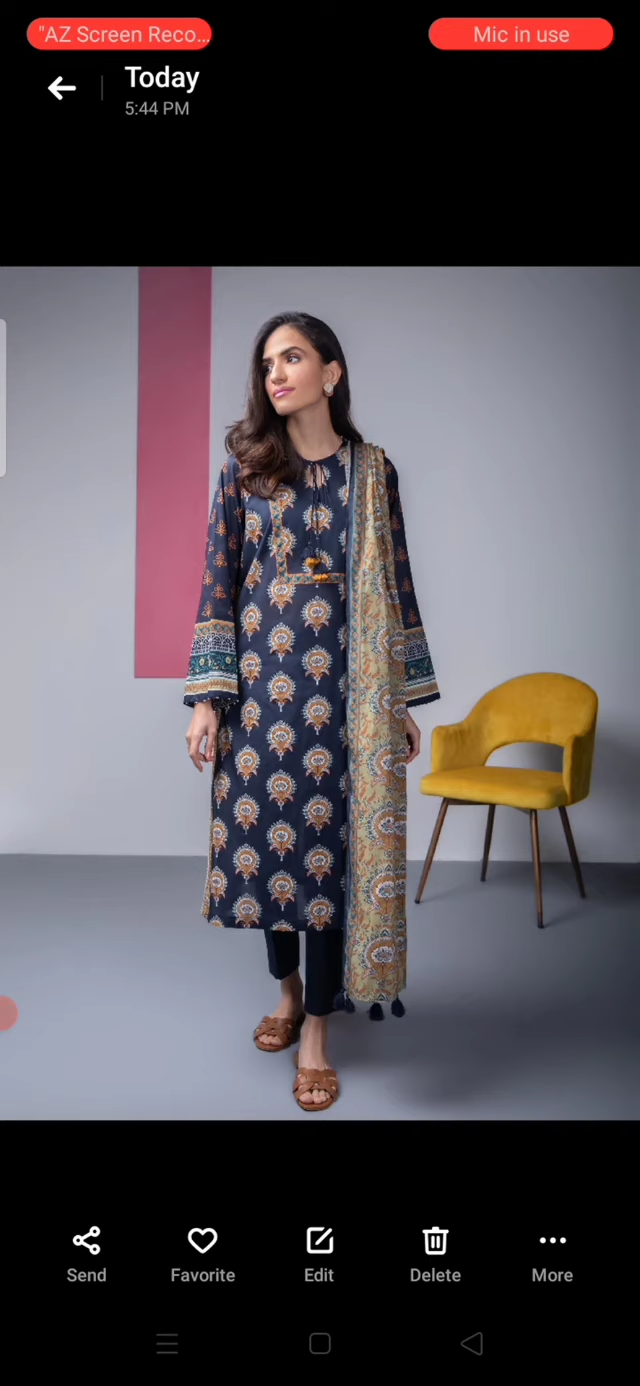 "AZ Screen Reco...
Mic in use
Today
5:44 PM
Send
Favorite
Edit
Delete
More